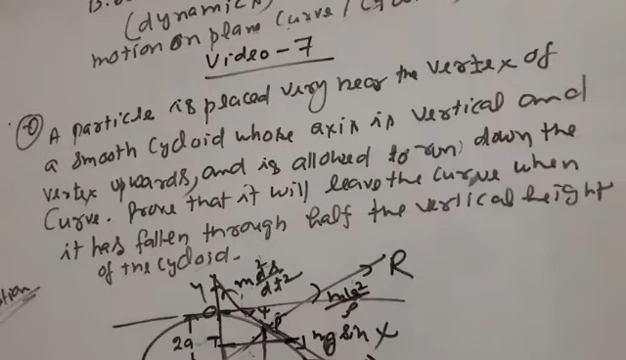 (dynamic
motion on plane Curve / Cyc
Video-7
A particle is placed very near the vertex of
a smooth cycloid whose axis is vertical and
vertex upwards, and is allowed to run down the
curve. Prove that it will leave the curve when
it has fallen through half the vertical height
of the cycloid.
R
Y
O
2a
T
P
mg sin
X